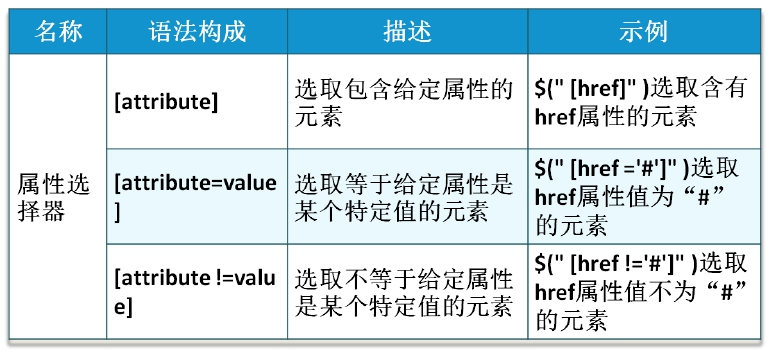 名称
语法构成
描述
示例
属性选
择器
[attribute]
选取包含给定属性的
元素
$(" [href]" )选取含有
href属性的元素
[attribute=value
]
选取等于给定属性是
某个特定值的元素
$(" [href ='#']" )选取
href属性值为“#”
的元素
[attribute !=valu
e]
选取不等于给定属性
是某个特定值的元素
$(" [href !='#']" )选取
href属性值不为“#”
的元素